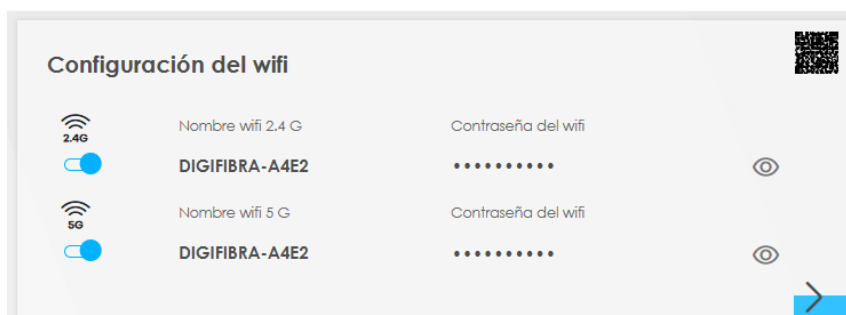 Configuración del wifi
2.4G
Nombre wifi 2.4 G Contraseña del wifi
DIGIFIBRA-A4E2 ••••••••••
5G
Nombre wifi 5 G Contraseña del wifi
DIGIFIBRA-A4E2 ••••••••••